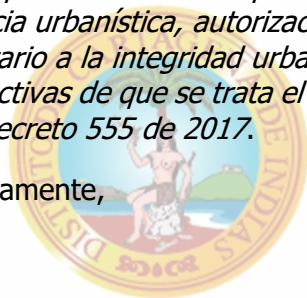 cia urbanística, autorizac
ario a la integridad urba
ctivas de que se trata el
ecreto 555 de 2017.
amente,
DISTRITO
DE INDIAS